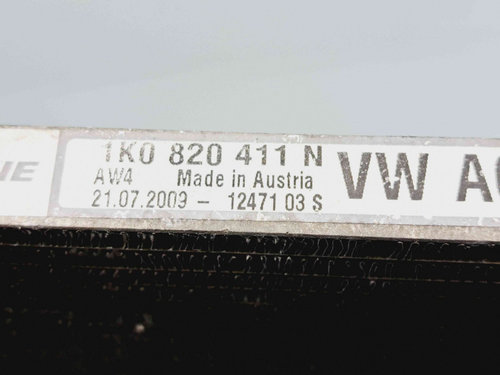 1K0 820 411 N
AW4 Made in Austria
21.07.2009 - 12471 03 S
VW